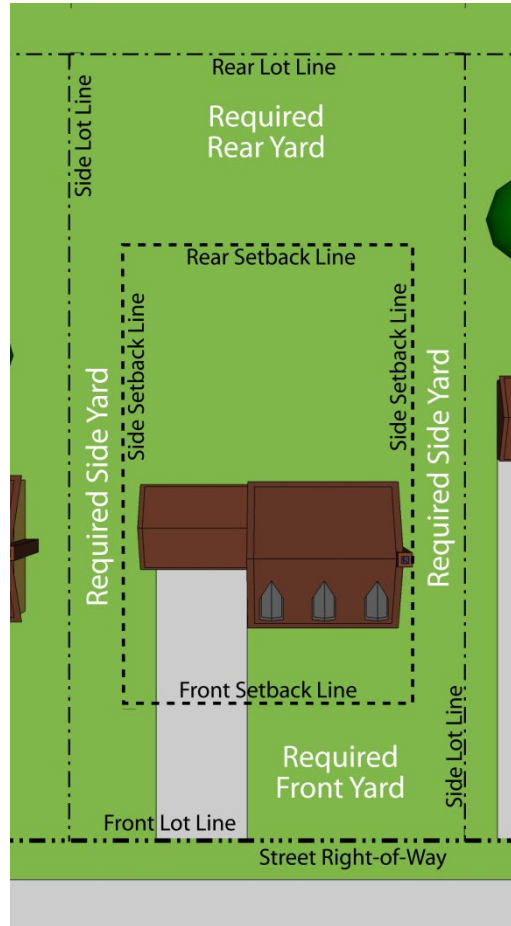 Rear Lot Line
Side Lot Line
Required
Rear Yard
Rear Setback Line
Side Setback Line
Side Setback Line
Required Side Yard
Required Side Yard
Front Setback Line
Required
Front Yard
Side Lot Line
Front Lot Line
Street Right-of-Way